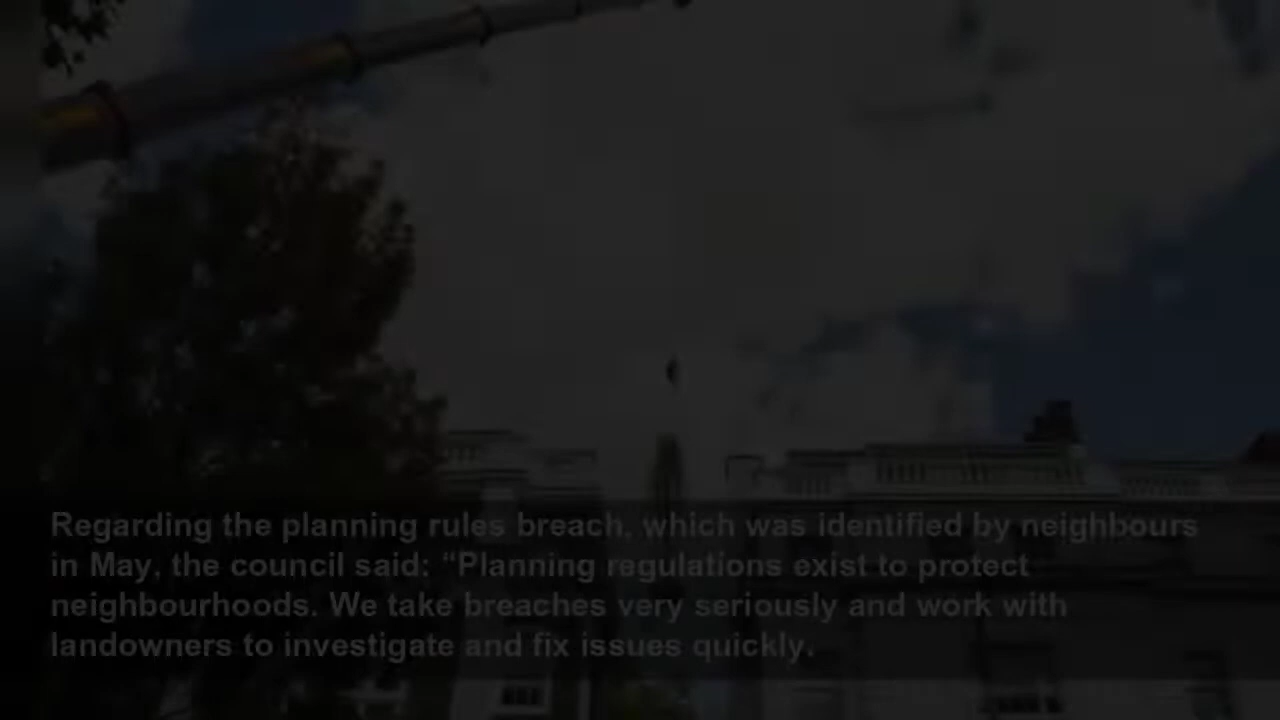 Regarding the planning rules breach, which was identified by neighbours
in May, the council said: “Planning regulations exist to protect
neighbourhoods. We take breaches very seriously and work with
landowners to investigate and fix issues quickly.